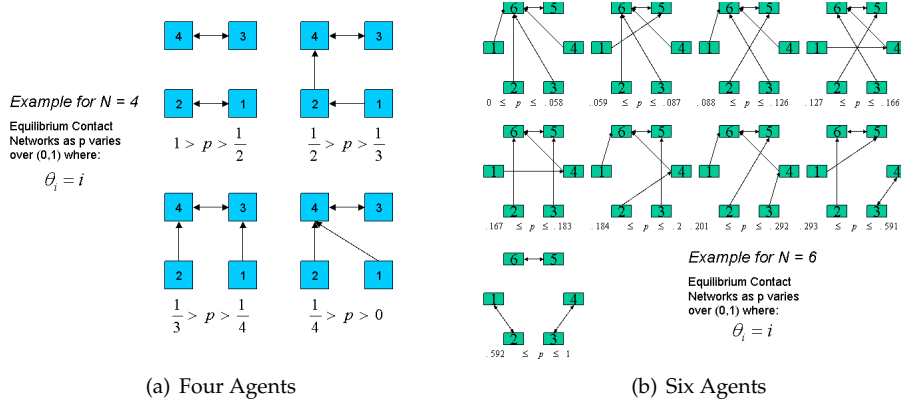 4 3 4 3
2 1 2 1
Example for N = 4
Equilibrium Contact
Networks as p varies
over (0,1) where:
θ_i = i
1 > p > 1/2
1/2 > p > 1/3
4 3 4 3
2 1 2 1
1/3 > p > 1/4
1/4 > p > 0
(a) Four Agents
6 5 6 5 6 5 6 5
1 4 1 4 1 4 1 4
2 3 2 3 2 3 2 3
0 ≤ p ≤ .058
.059 ≤ p ≤ .087
.088 ≤ p ≤ .126
.127 ≤ p ≤ .166
6 5 6 5 6 5 6 5
1 4 1 4 1 4 1 4
2 3 2 3 2 3 2 3
.167 ≤ p ≤ .183
.184 ≤ p ≤ .2
.201 ≤ p ≤ .292
.293 ≤ p ≤ .591
6 5
1 4
2 3
.592 ≤ p ≤ 1
Example for N = 6
Equilibrium Contact
Networks as p varies
over (0,1) where:
θ_i = i
(b) Six Agents